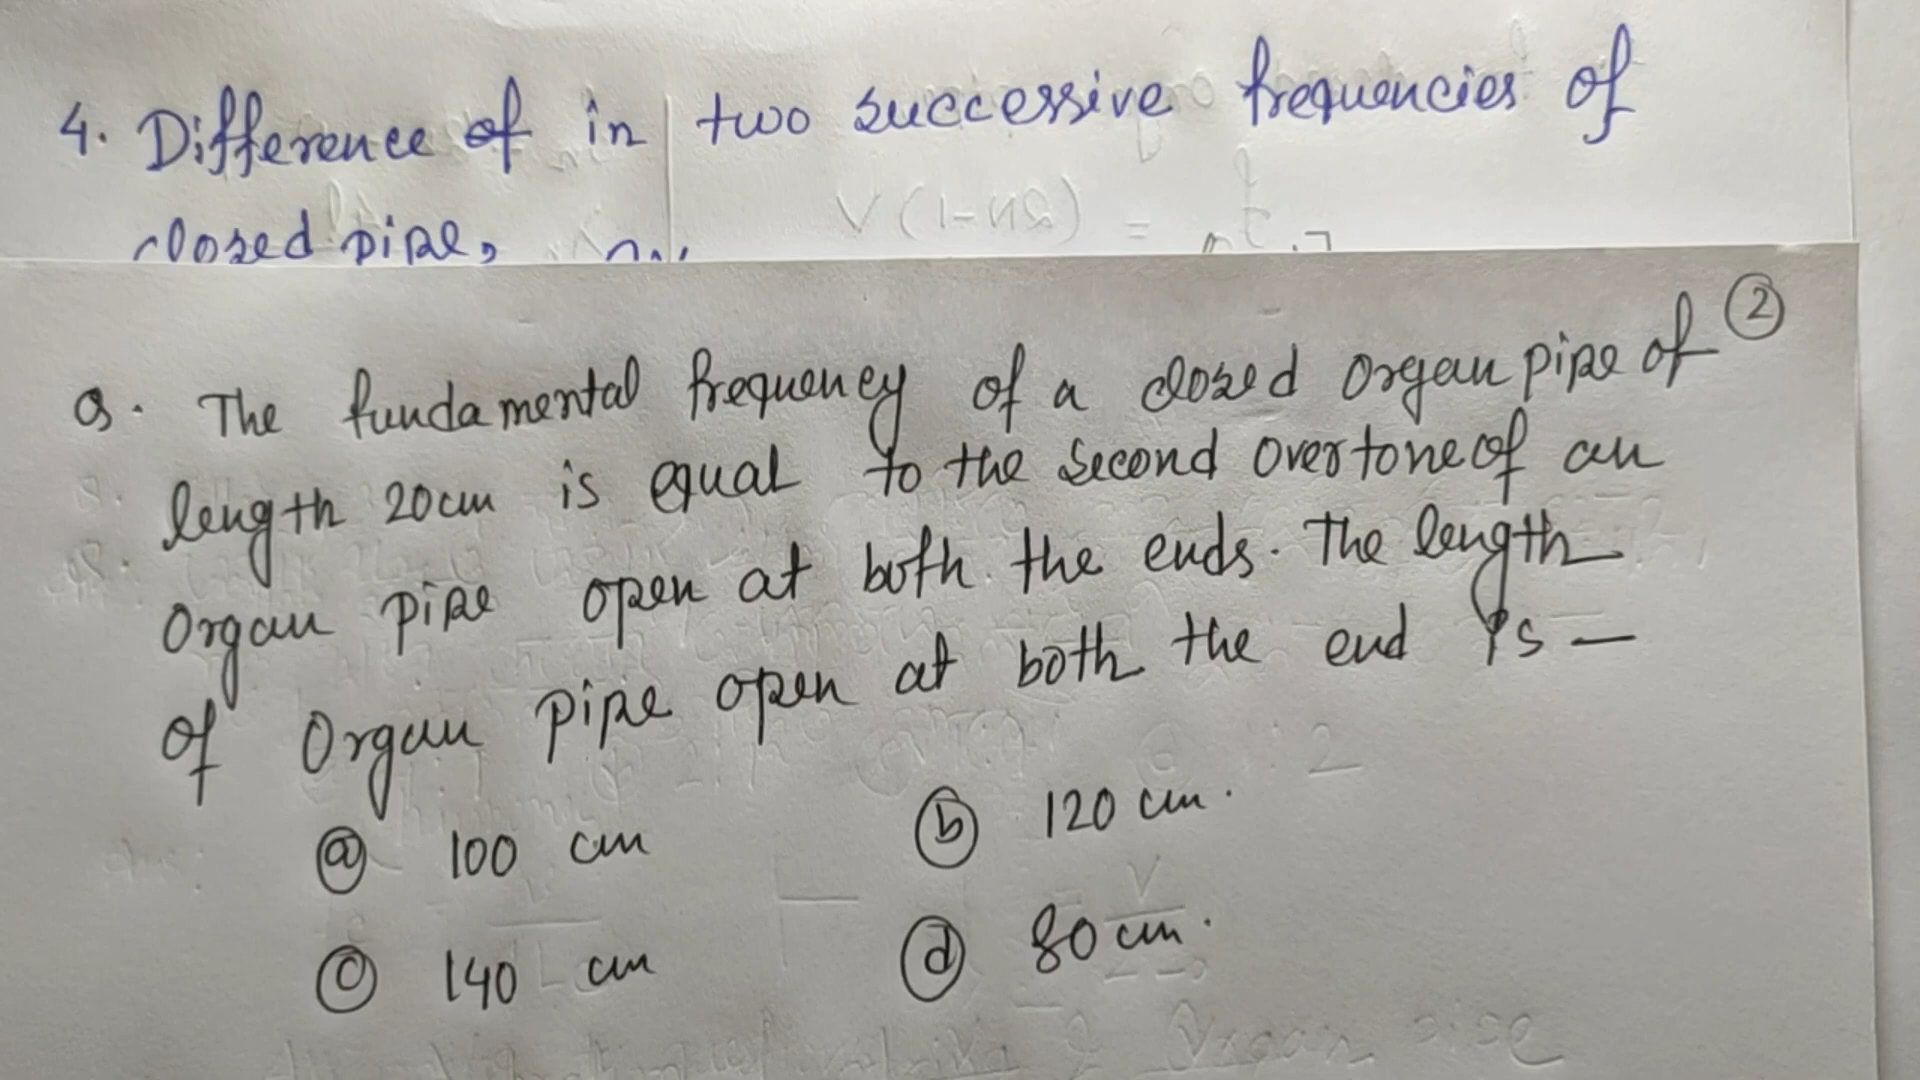 4. Difference of in two successive frequencies of
closed pipe,
②
Q. The fundamental frequency of a closed organ pipe of
length 20cm is equal to the second overtone of an
organ pipe open at both the ends. The length
of Organ pipe open at both the end is —
ⓐ 100 cm
ⓑ 120 cm.
ⓒ 140 cm
ⓓ 80 cm.